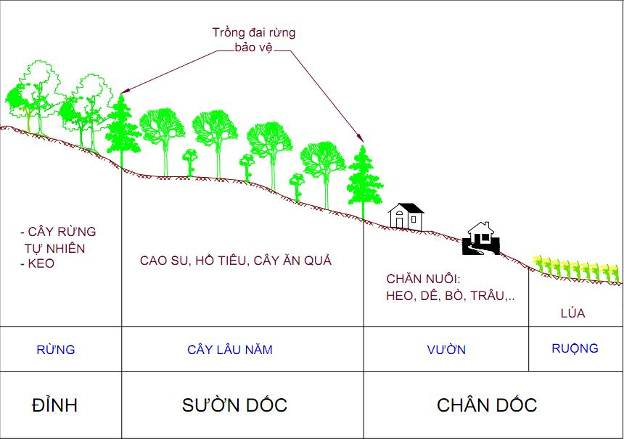 Trồng đai rừng
bảo vệ
- CÂY RỪNG
TỰ NHIÊN
- KEO
CAO SU, HỒ TIÊU, CÂY ĂN QUẢ
CHĂN NUÔI:
HEO, DÊ, BÒ, TRÂU,..
LÚA
RỪNG
CÂY LÂU NĂM
VƯỜN
RUỘNG
ĐỈNH
SƯỜN DỐC
CHÂN DỐC